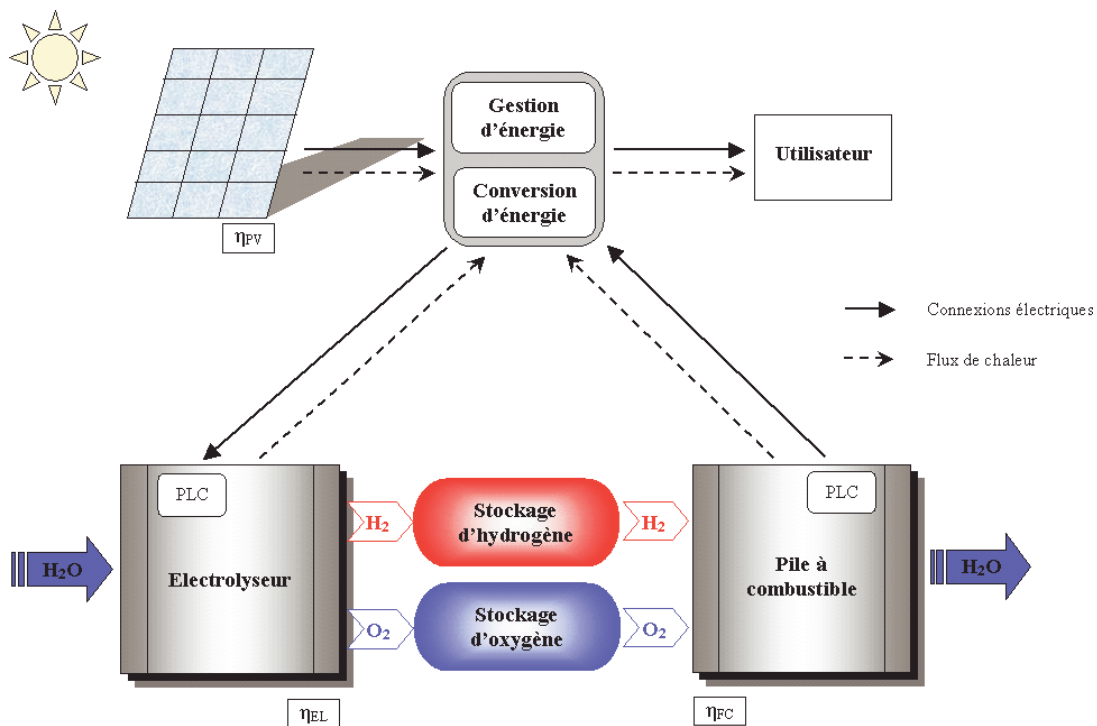 Gestion
d'énergie
Conversion
d'énergie
Utilisateur
ηPV
Connexions électriques
Flux de chaleur
PLC
PLC
H2
Stockage
d'hydrogène
H2
H2O
Electrolyseur
Pile à
combustible
H2O
O2
Stockage
d'oxygène
O2
ηEL
ηFC